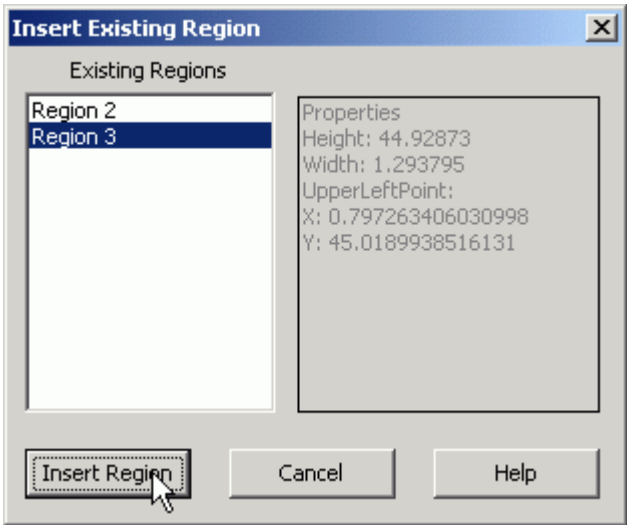 Insert Existing Region
Existing Regions
Region 2
Region 3
Properties
Height: 44.92873
Width: 1.293795
UpperLeftPoint:
X: 0.797263406030998
Y: 45.0189938516131
Insert Region
Cancel
Help